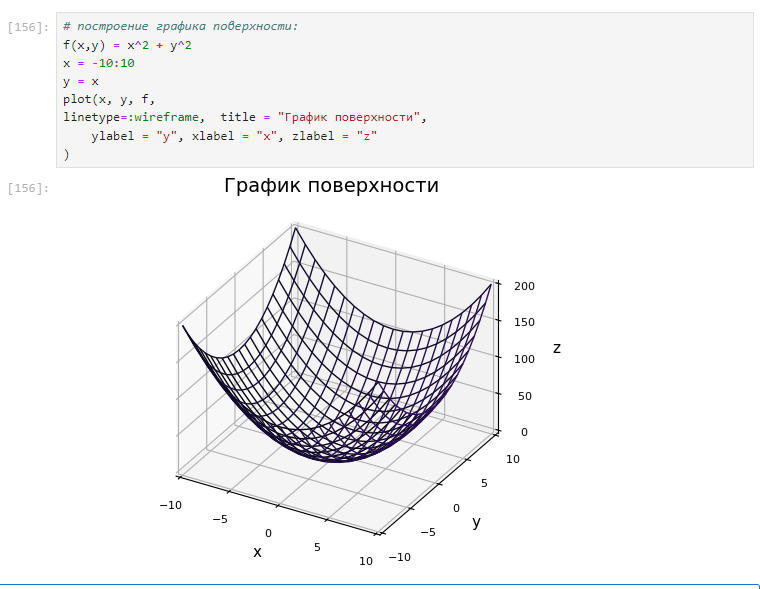 [156]:
# построение графика поверхности:
f(x,y) = x^2 + y^2
x = -10:10
y = x
plot(x, y, f,
linetype=:wireframe,  title = "График поверхности",
    ylabel = "y", xlabel = "x", zlabel = "z"
)
[156]:
График поверхности
200
150
z
100
50
0
10
5
0
y
−5
−10
−10
−5
0
5
10
x